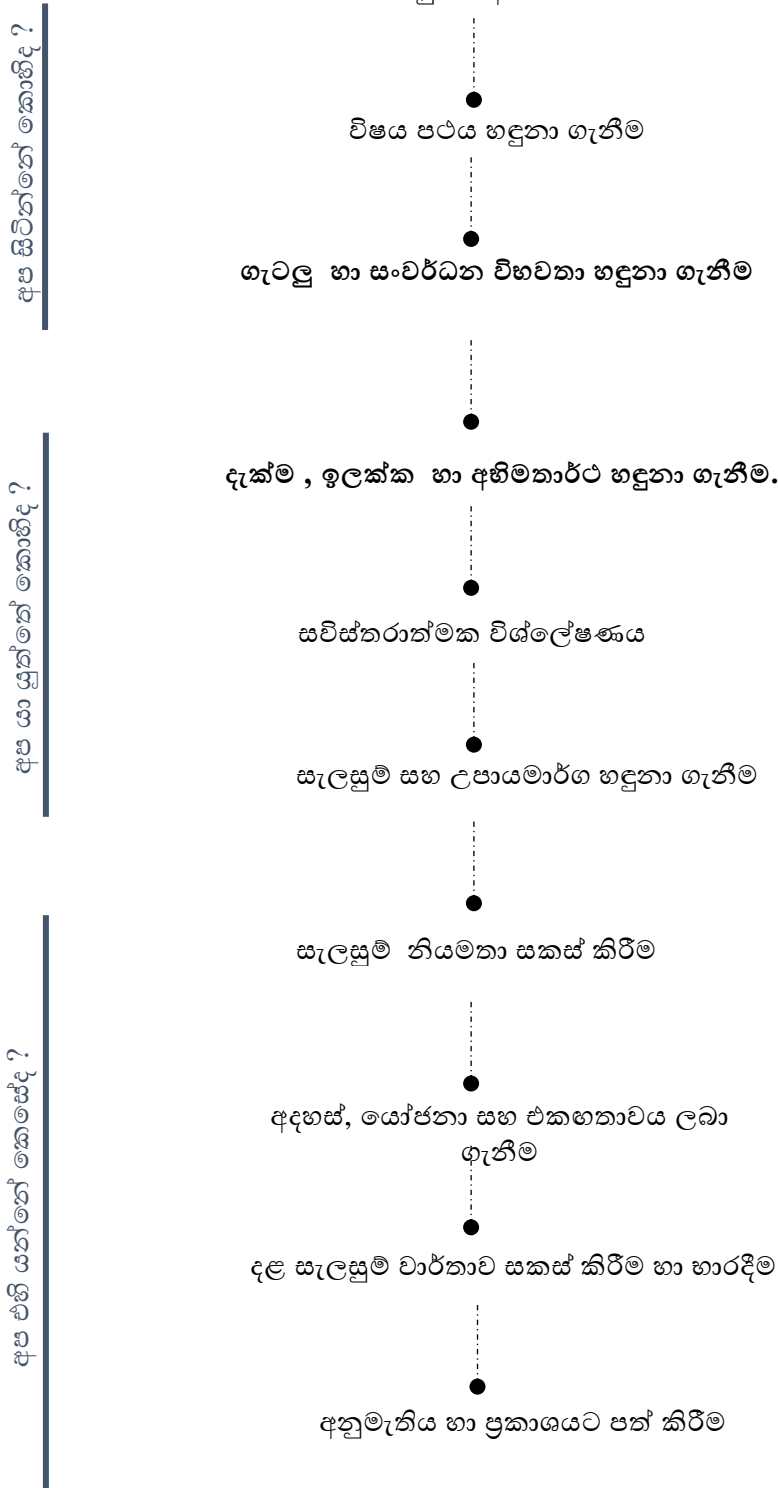 අප සිටින්නේ කොහිද ?
විෂය පථය හඳුනා ගැනීම
ගැටලු හා සංවර්ධන විභවතා හඳුනා ගැනීම
අප යා යුත්තේ කොහිද ?
දැක්ම , ඉලක්ක හා අභිමතාර්ථ හඳුනා ගැනීම.
සවිස්තරාත්මක විශ්ලේෂණය
සැලසුම් සහ උපායමාර්ග හඳුනා ගැනීම
අප එහි යන්නේ කෙසේද ?
සැලසුම් නියමතා සකස් කිරීම
අදහස්, යෝජනා සහ එකඟතාවය ලබා
ගැනීම
දළ සැලසුම් වාර්තාව සකස් කිරීම හා භාරදීම
අනුමැතිය හා ප්‍රකාශයට පත් කිරීම